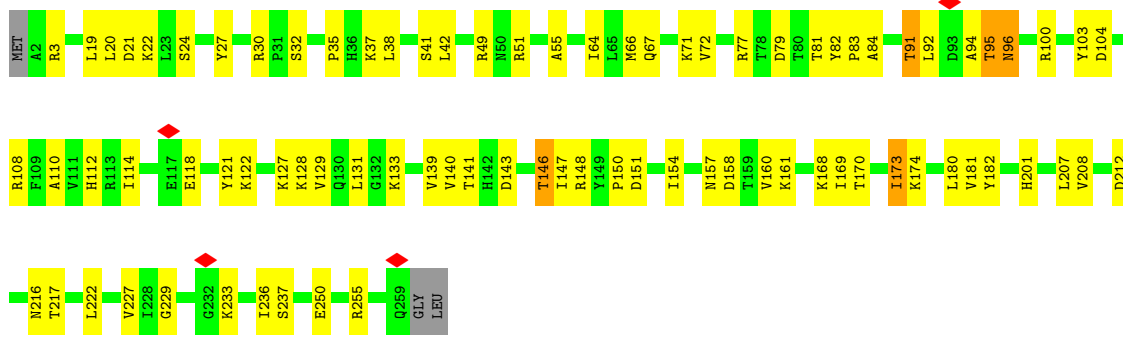 MET A2 R3 L19 L20 D21 K22 L23 S24 Y27 R30 P31 S32 P35 H36 K37 L38 S41 L42 R49 N50 R51 A55 I64 L65 M66 Q67 K71 V72 R77 T78 D79 T80 T81 Y82 P83 A84 T91 L92 D93 A94 T95 N96 R100 Y103 D104
R108 F109 A110 V111 H112 R113 I114 E117 E118 Y121 K122 K127 K128 V129 Q130 L131 G132 K133 V139 V140 T141 H142 D143 T146 I147 R148 Y149 P150 D151 I154 N157 D158 T159 V160 K161 K168 I169 T170 I173 K174 L180 V181 Y182 H201 L207 V208 D212
N216 T217 L222 V227 I228 G229 G232 K233 I236 S237 E250 R255 Q259 GLY LEU